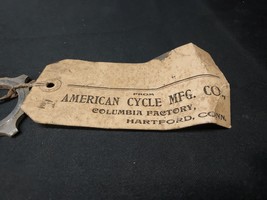 FROM
AMERICAN CYCLE MFG. CO.,
COLUMBIA FACTORY,
HARTFORD, CONN.